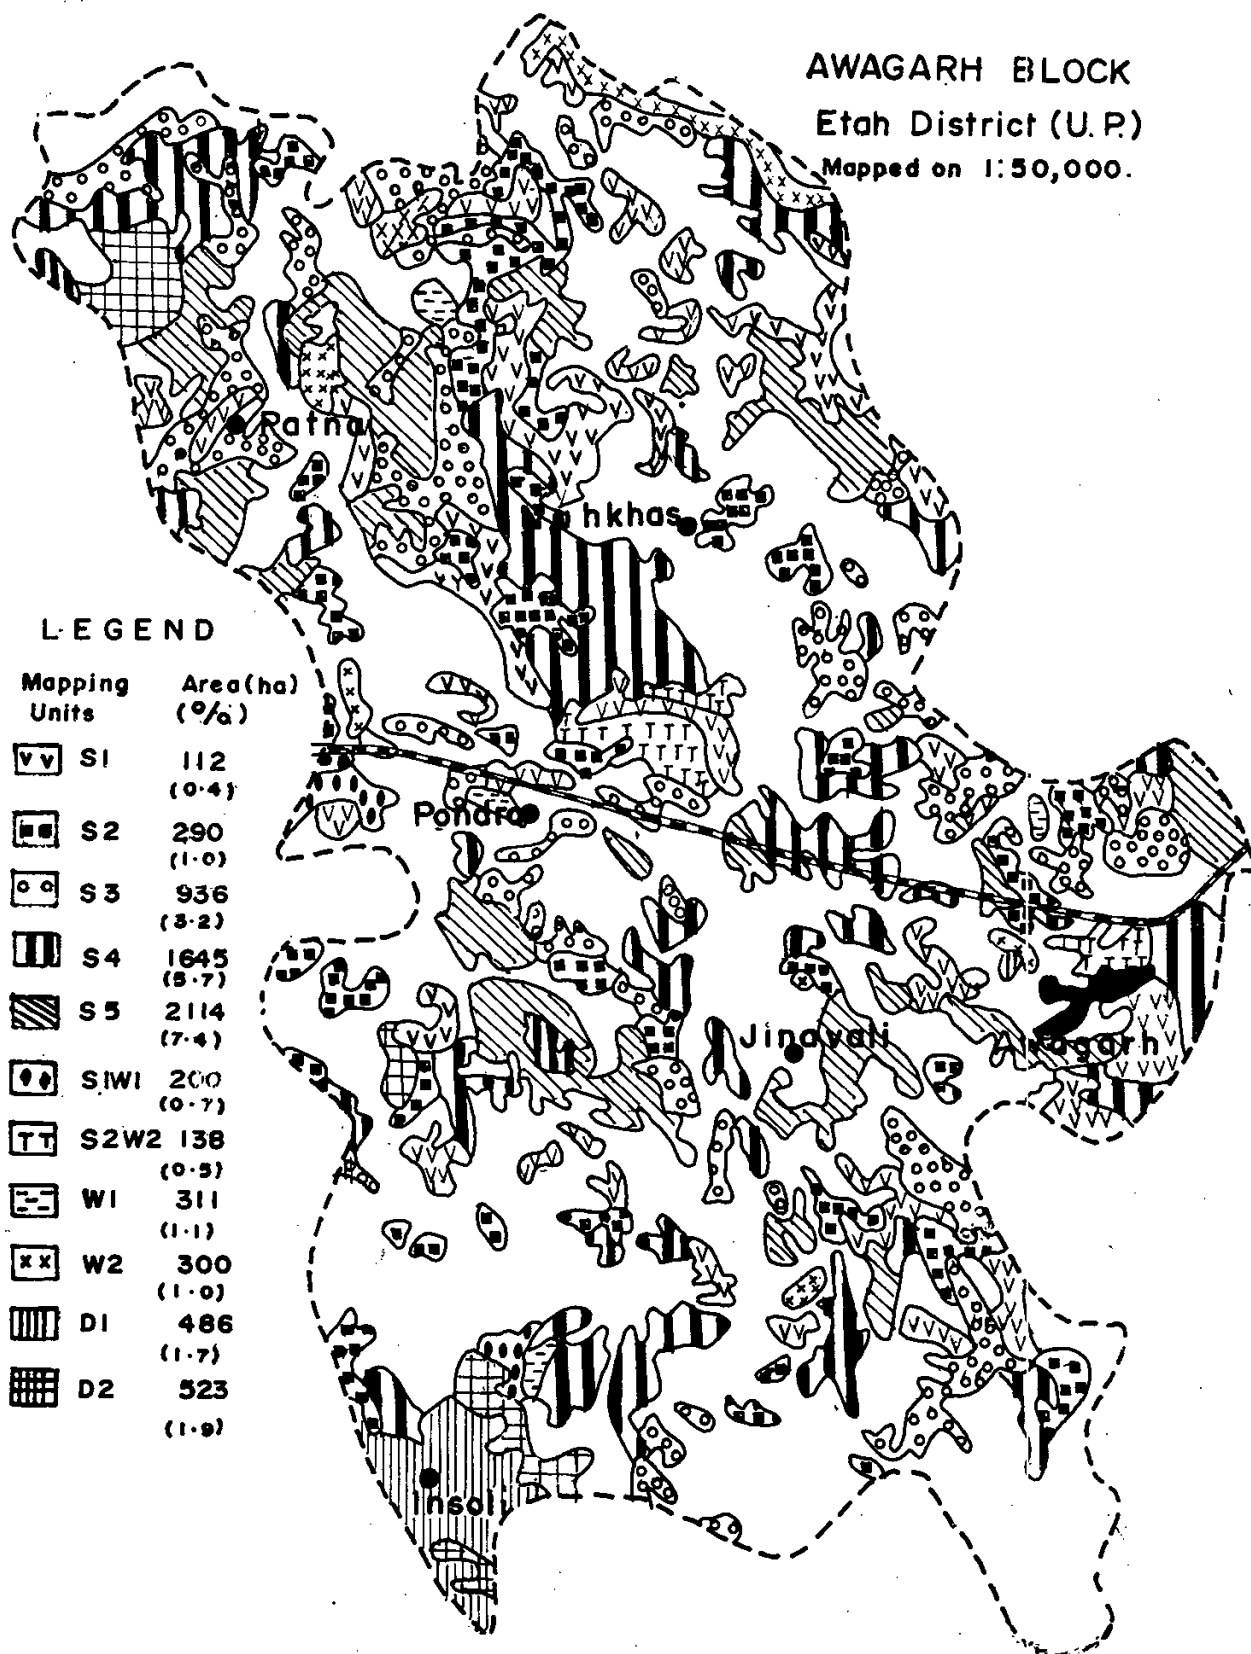 AWAGARH BLOCK
Etah District (U.P.)
Mapped on 1:50,000.
Patna
hkhas
Pondra
Jinavali
Awagarh
insoli
LEGEND
Mapping Area(ha)
Units (%)
S1 112
(0.4)
S2 290
(1.0)
S3 936
(3.2)
S4 1645
(5.7)
S5 2114
(7.4)
S1W1 200
(0.7)
S2W2 138
(0.5)
W1 311
(1.1)
W2 300
(1.0)
D1 486
(1.7)
D2 523
(1.9)